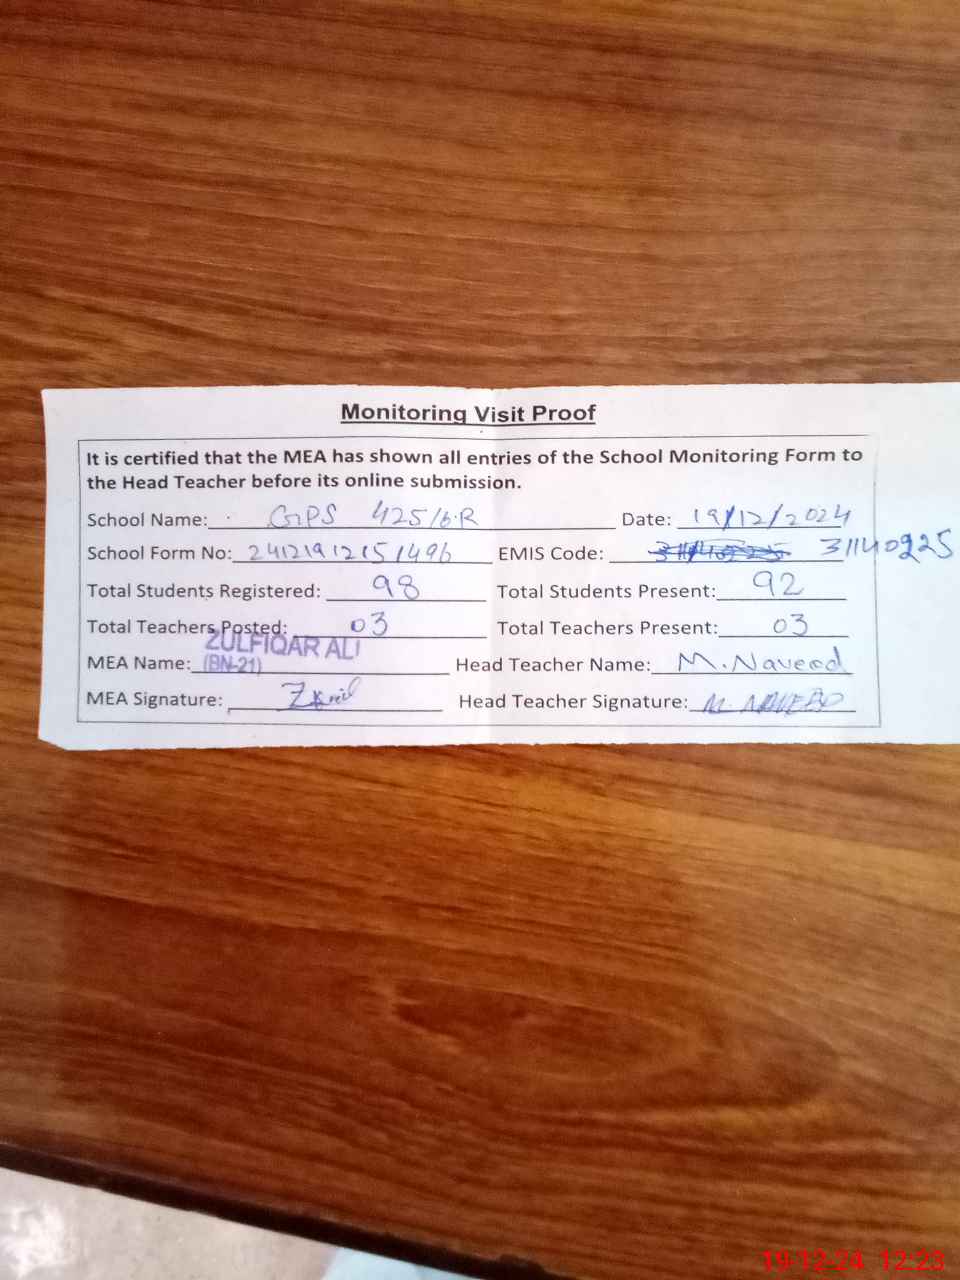 Monitoring Visit Proof
It is certified that the MEA has shown all entries of the School Monitoring Form to
the Head Teacher before its online submission.
School Name: GPS 425/6.R Date: 19/12/2024
School Form No: 24121912151496 EMIS Code: 31140225
Total Students Registered: 98 Total Students Present: 92
Total Teachers Posted: 03 Total Teachers Present: 03
ZULFIQAR ALI
MEA Name: (BN-21) Head Teacher Name: M. Naveed
MEA Signature: Head Teacher Signature: M. NAVEED
19-12-24 12:23